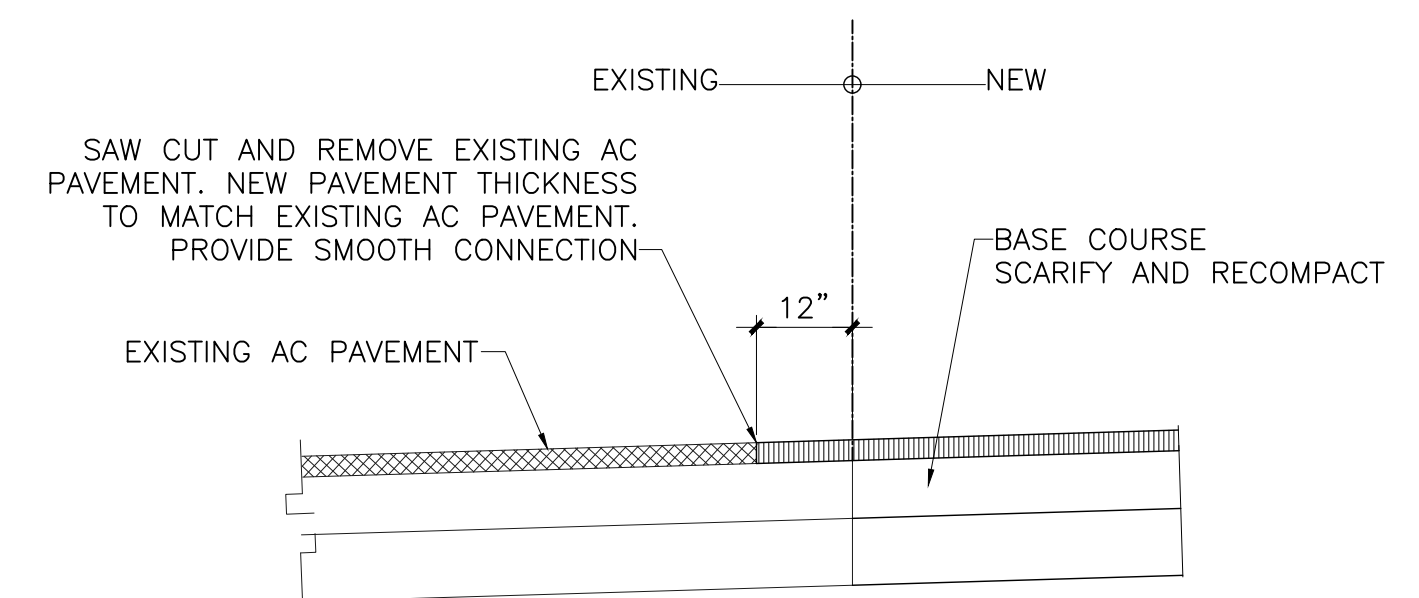 EXISTING
NEW
SAW CUT AND REMOVE EXISTING AC
PAVEMENT. NEW PAVEMENT THICKNESS
TO MATCH EXISTING AC PAVEMENT.
PROVIDE SMOOTH CONNECTION
BASE COURSE
SCARIFY AND RECOMPACT
12”
EXISTING AC PAVEMENT